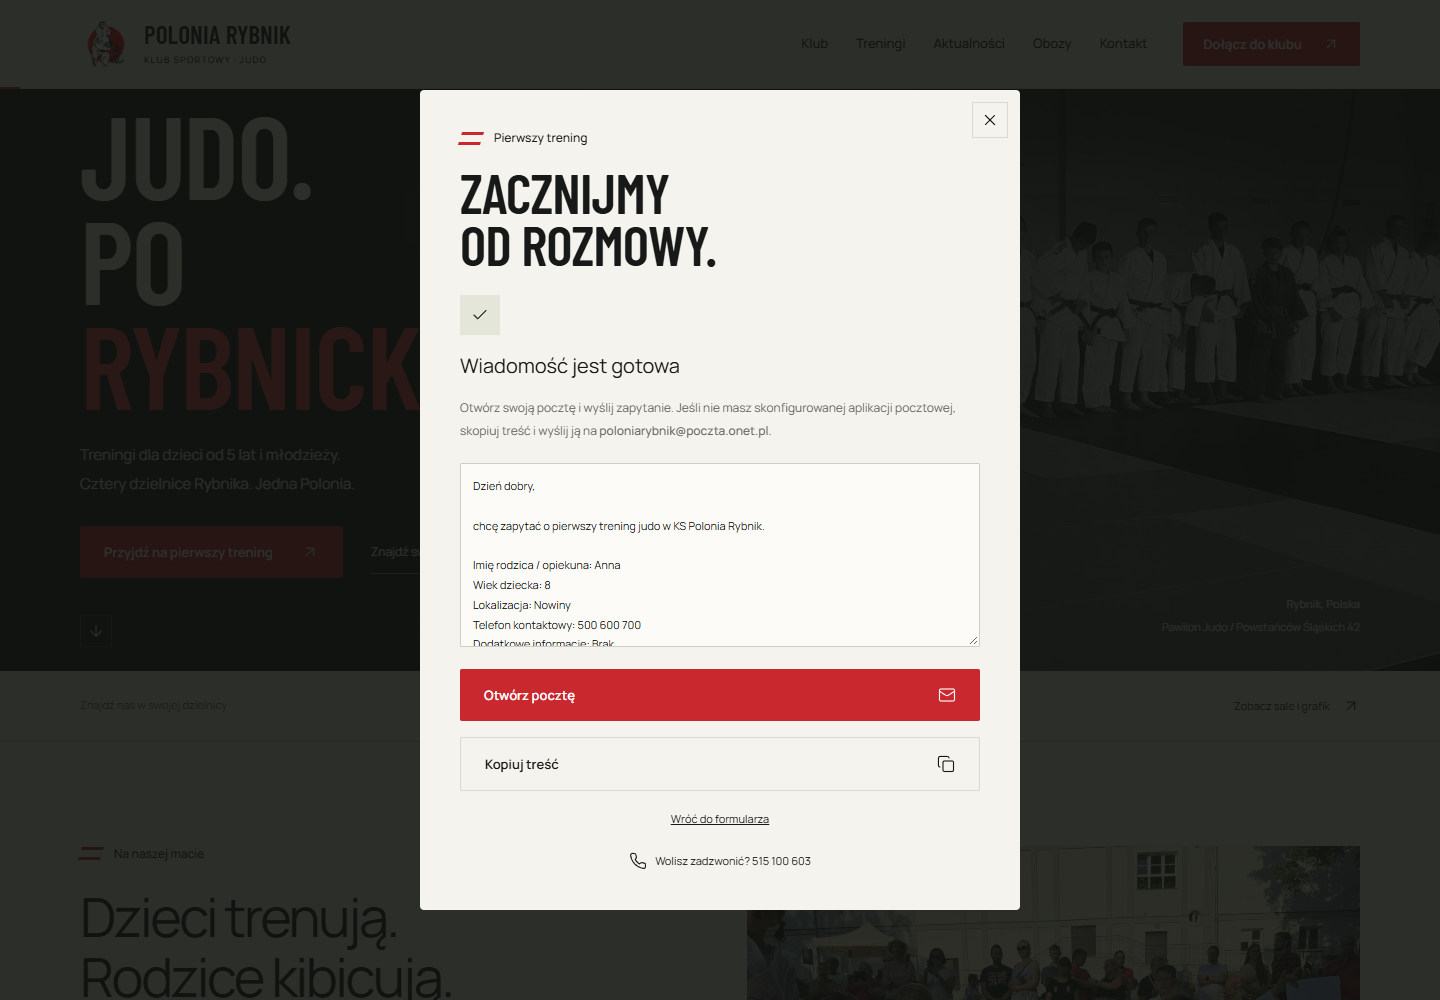 POLONIA RYBNIK
KLUB SPORTOWY · JUDO
Klub
Treningi
Aktualności
Obozy
Kontakt
Dołącz do klubu
JUDO.
PO
RYBNICK
Treningi dla dzieci od 5 lat i młodzieży.
Cztery dzielnice Rybnika. Jedna Polonia.
Przyjdź na pierwszy trening
Znajdź
Rybnik, Polska
Pawilon Judo / Powstańców Śląskich 42
Znajdź nas w swojej dzielnicy
Zobacz sale i grafik
Na naszej macie
Dzieci trenują.
Rodzice kibicują.
Pierwszy trening
ZACZNIJMY
OD ROZMOWY.
Wiadomość jest gotowa
Otwórz swoją pocztę i wyślij zapytanie. Jeśli nie masz skonfigurowanej aplikacji pocztowej,
skopiuj treść i wyślij ją na poloniarybnik@poczta.onet.pl.
Dzień dobry,
chcę zapytać o pierwszy trening judo w KS Polonia Rybnik.
Imię rodzica / opiekuna: Anna
Wiek dziecka: 8
Lokalizacja: Nowiny
Telefon kontaktowy: 500 600 700
Dodatkowe informacje: Brak
Otwórz pocztę
Kopiuj treść
Wróć do formularza
Wolisz zadzwonić? 515 100 603